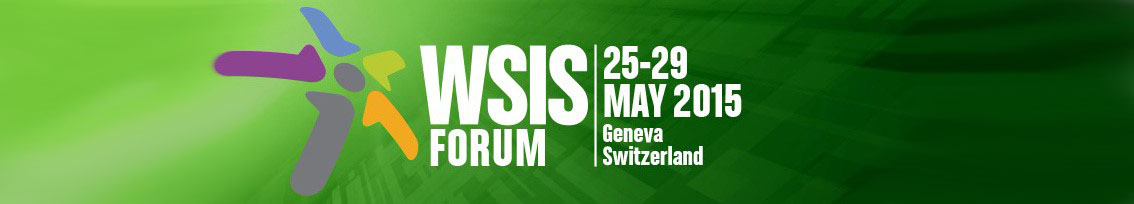 WSIS
FORUM
25-29
MAY 2015
Geneva
Switzerland